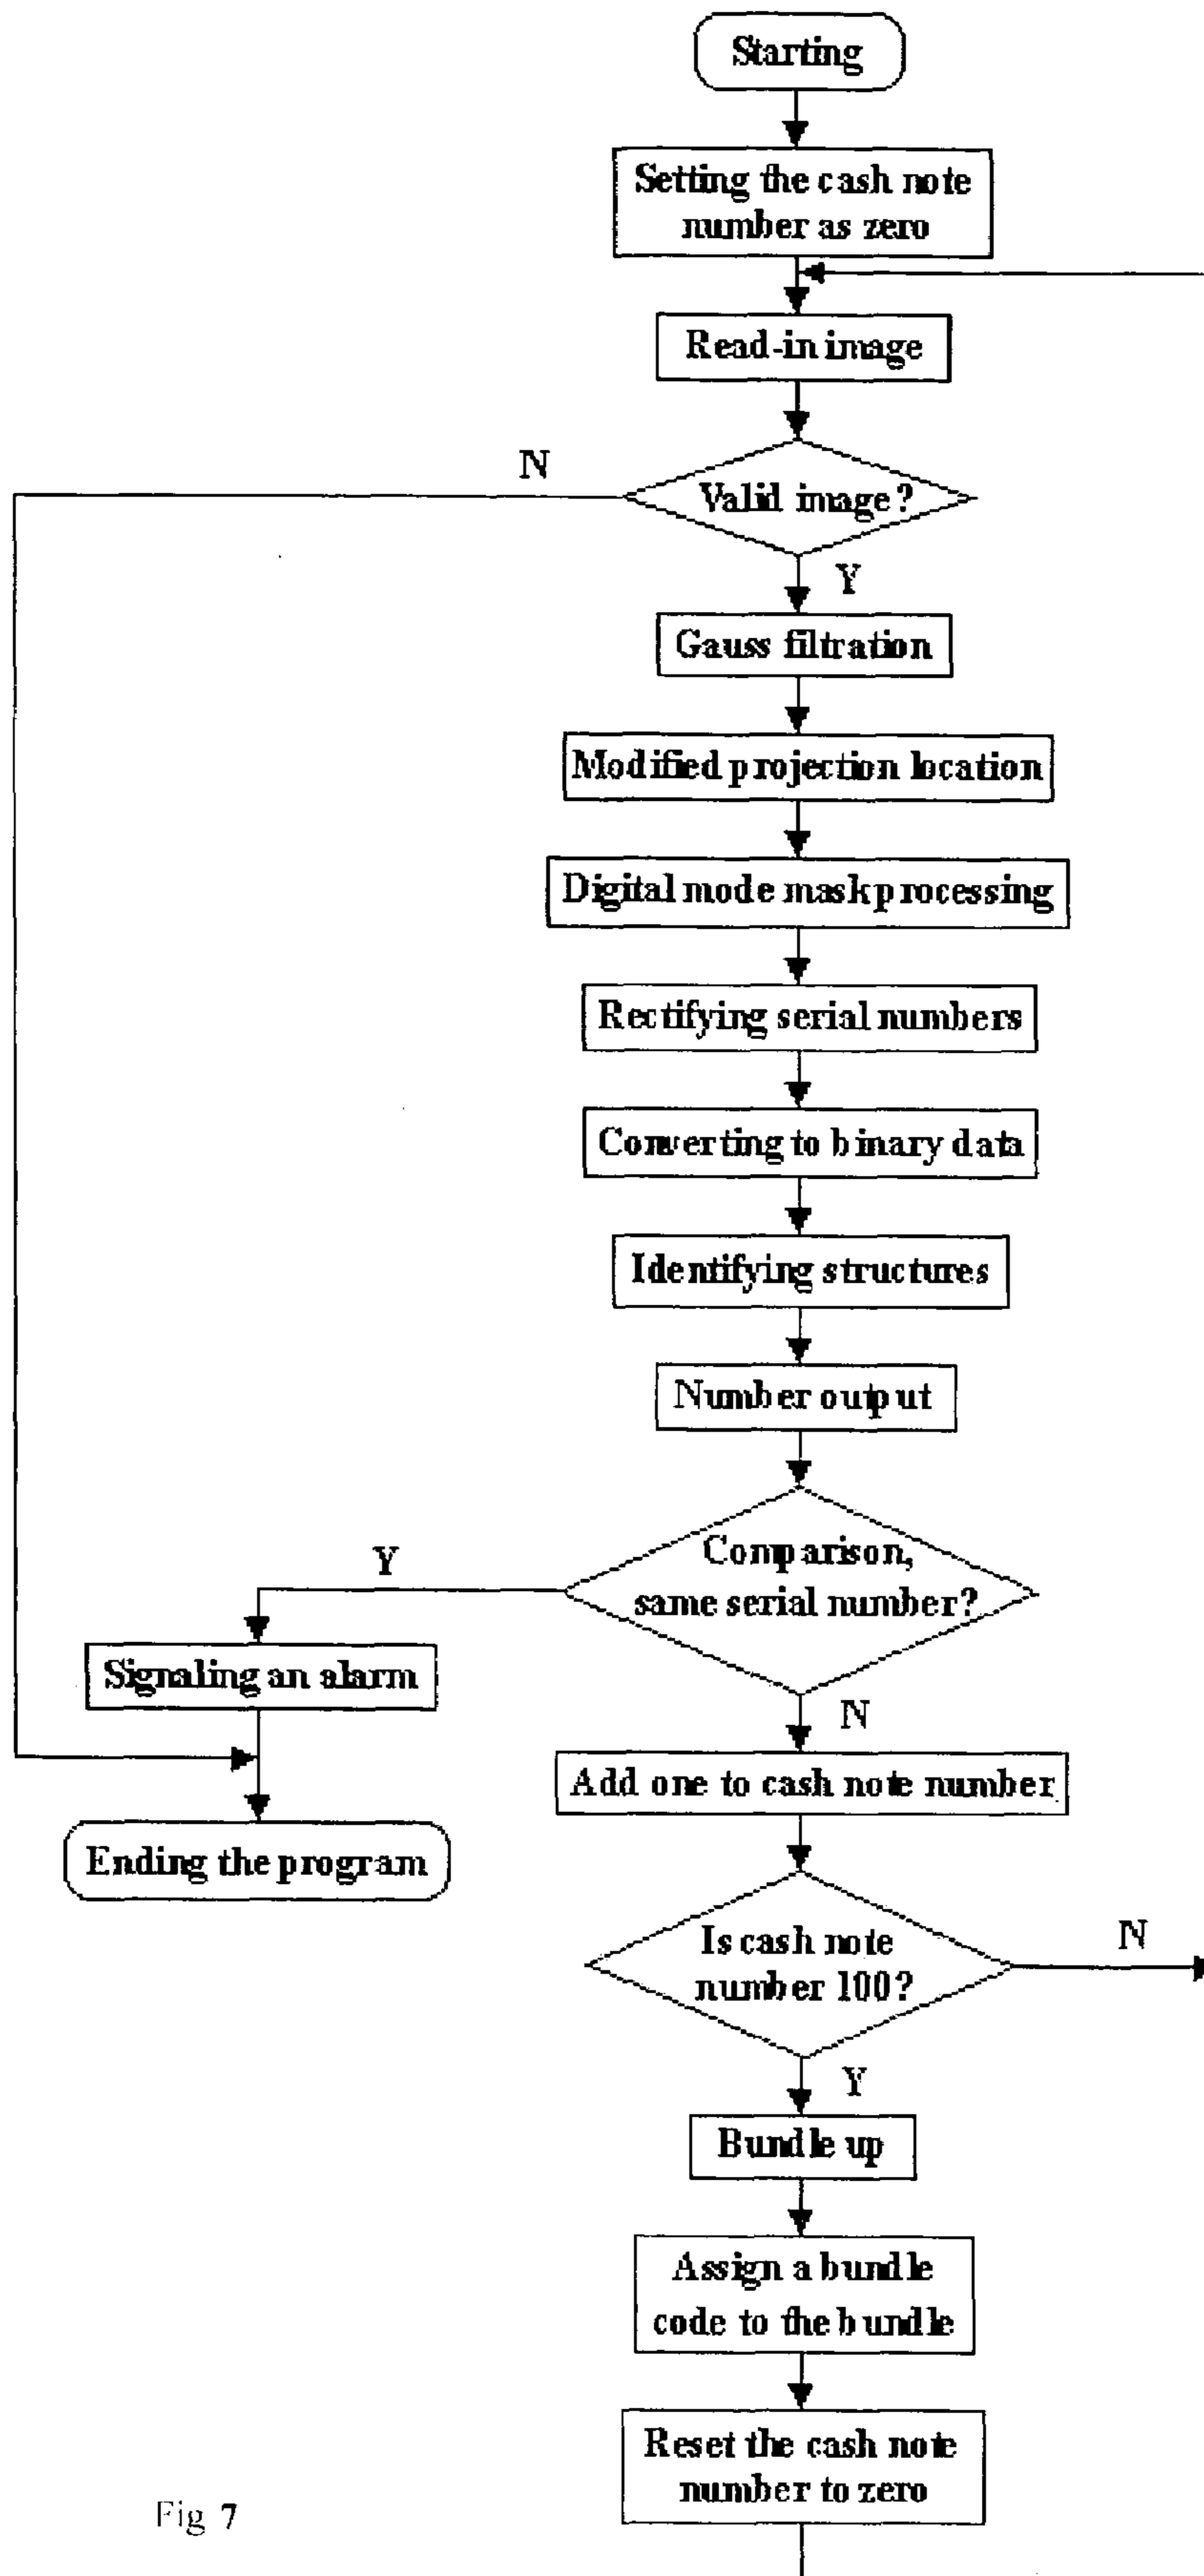 Starting
Setting the cash note
number as zero
Read-in image
N
Valid image?
Y
Gauss filtration
Modified projection location
Digital mode mask processing
Rectifying serial numbers
Converting to binary data
Identifying structures
Number output
Comparison,
same serial number?
Y
Signaling an alarm
N
Add one to cash note number
Ending the program
Is cash note
number 100?
N
Y
Bundle up
Assign a bundle
code to the bundle
Reset the cash note
number to zero
Fig 7